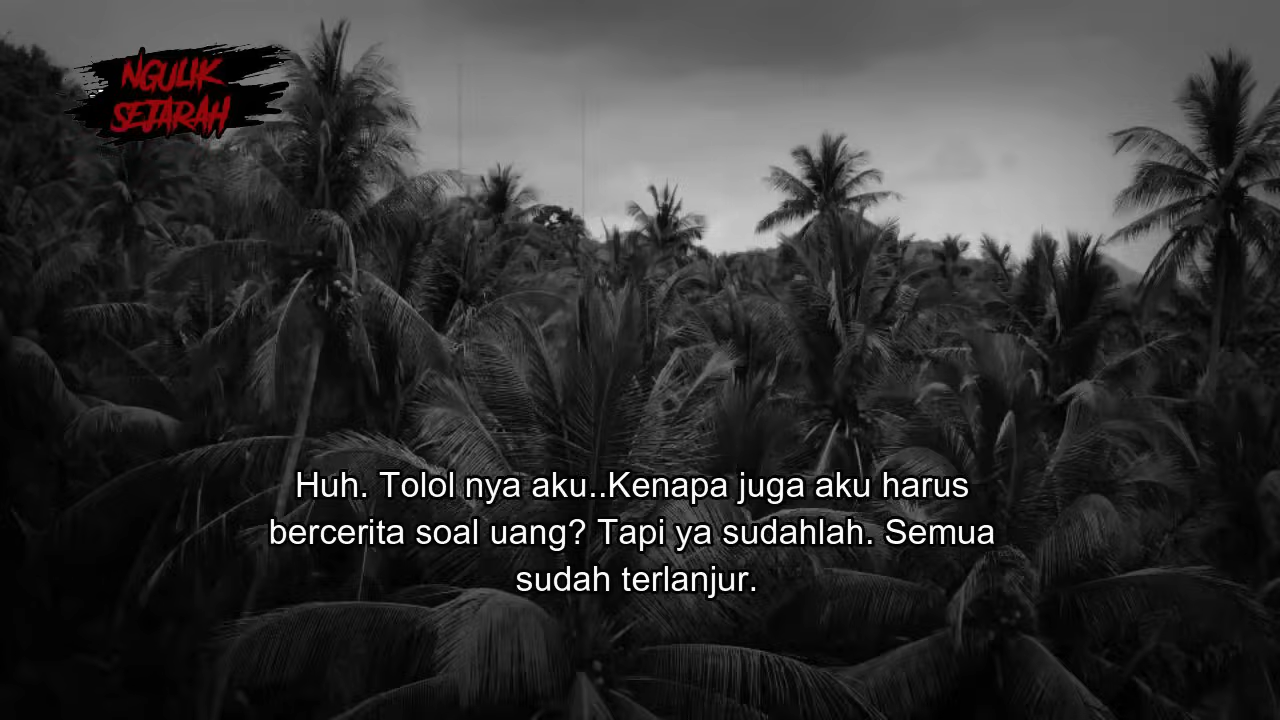 NGULIK
SEJARAH
Huh. Tolol nya aku..Kenapa juga aku harus
bercerita soal uang? Tapi ya sudahlah. Semua
sudah terlanjur.